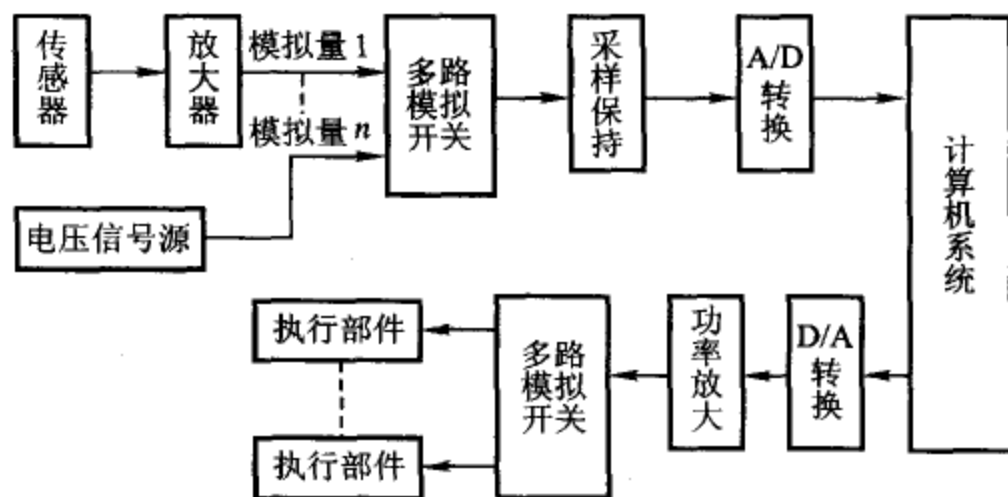 传感器
放大器
模拟量1
模拟量n
多路模拟开关
采样保持
A/D转换
计算机系统
电压信号源
执行部件
执行部件
多路模拟开关
功率放大
D/A转换